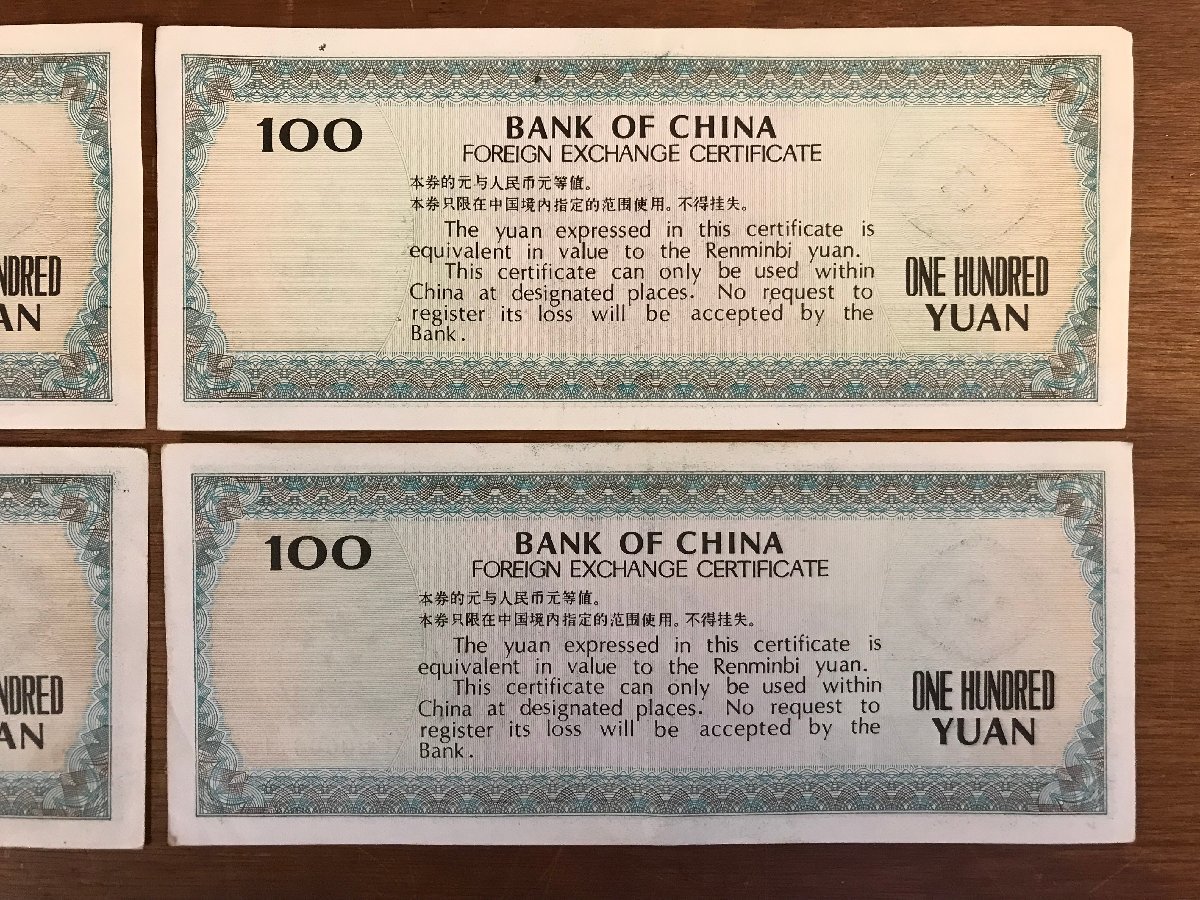 100
BANK OF CHINA
FOREIGN EXCHANGE CERTIFICATE
本券的元与人民币元等值。
本券只限在中国境内指定的范围使用。不得挂失。
The yuan expressed in this certificate is
equivalent in value to the Renminbi yuan.
This certificate can only be used within
China at designated places. No request to
register its loss will be accepted by the
Bank.
ONE HUNDRED
YUAN
NDRED
AN
100
BANK OF CHINA
FOREIGN EXCHANGE CERTIFICATE
本券的元与人民币元等值。
本券只限在中国境内指定的范围使用。不得挂失。
The yuan expressed in this certificate is
equivalent in value to the Renminbi yuan.
This certificate can only be used within
China at designated places. No request to
register its loss will be accepted by the
Bank.
ONE HUNDRED
YUAN
NDRED
AN